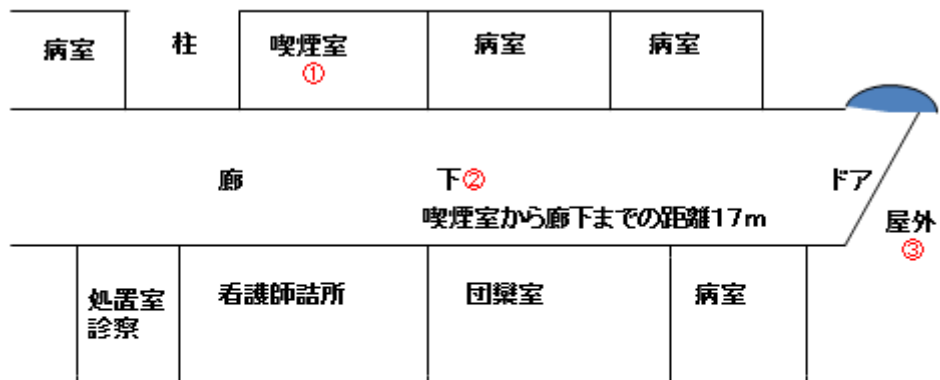 病室
柱
喫煙室
①
病室
病室
廊
下②
ドア
喫煙室から廊下までの距離17m
屋外
③
処置室
診察
看護師詰所
団欒室
病室